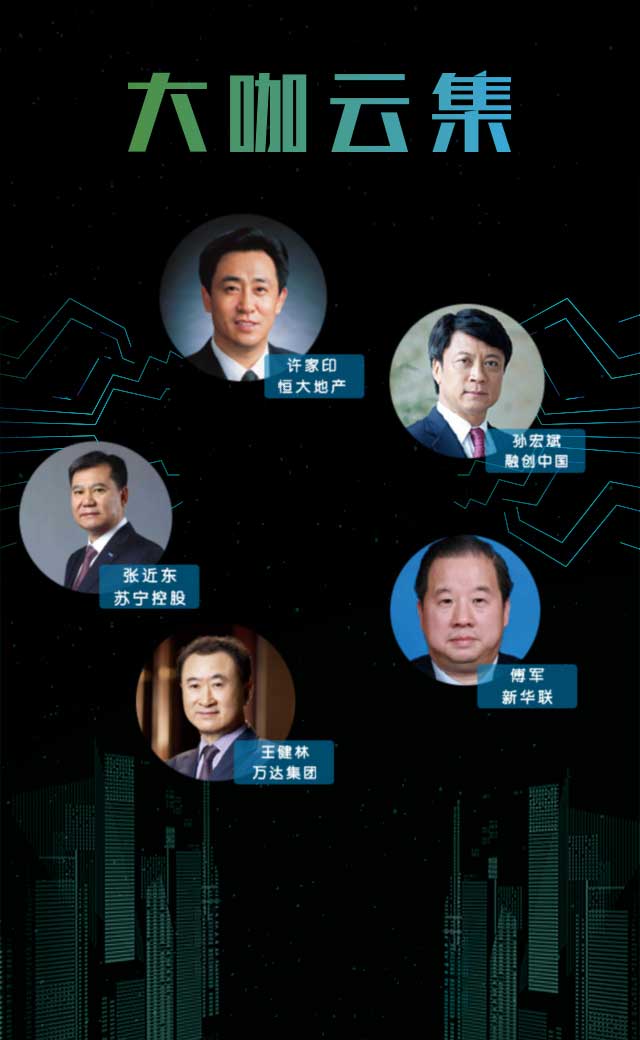 大咖云集
许家印
恒大地产
孙宏斌
融创中国
张近东
苏宁控股
傅军
新华联
王健林
万达集团